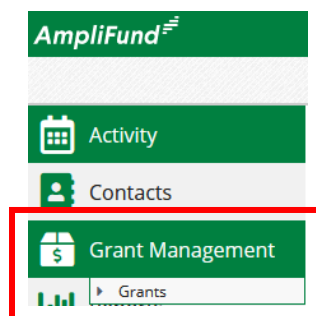 AmpliFund
Activity
Contacts
$
Grant Management
Grants